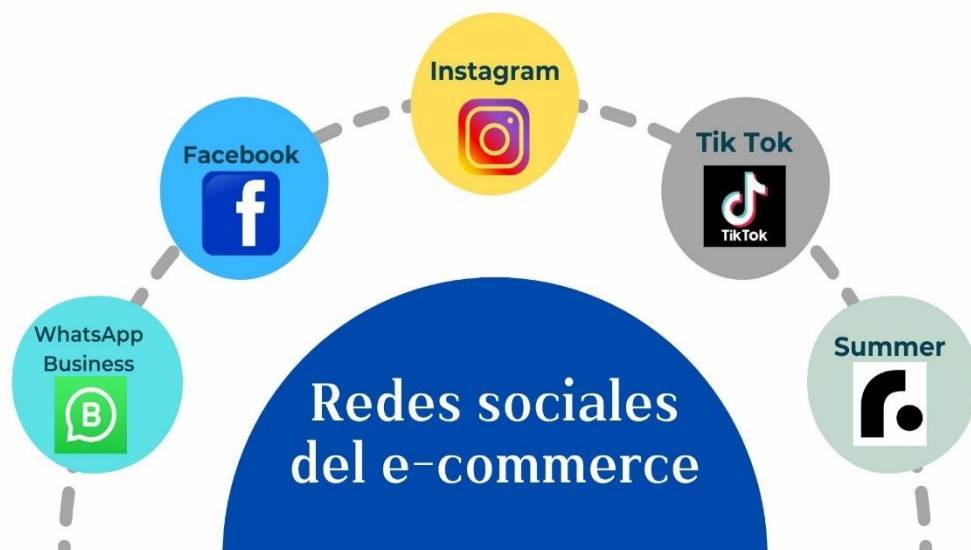 Instagram
Facebook
Tik Tok
TikTok
WhatsApp
Business
B
Summer
Redes sociales
del e-commerce